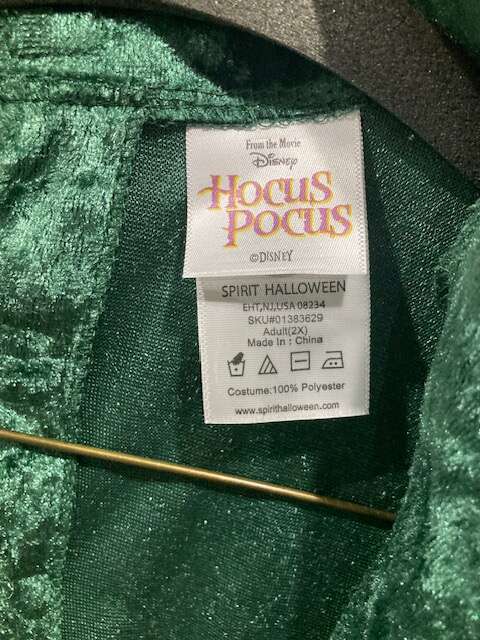 From the Movie
Disney
HOCUS
POCUS
©DISNEY
SPIRIT HALLOWEEN
EHT,NJ,USA 08234
SKU#01383629
Adult(2X)
Made In : China
Costume:100% Polyester
www.spirithalloween.com